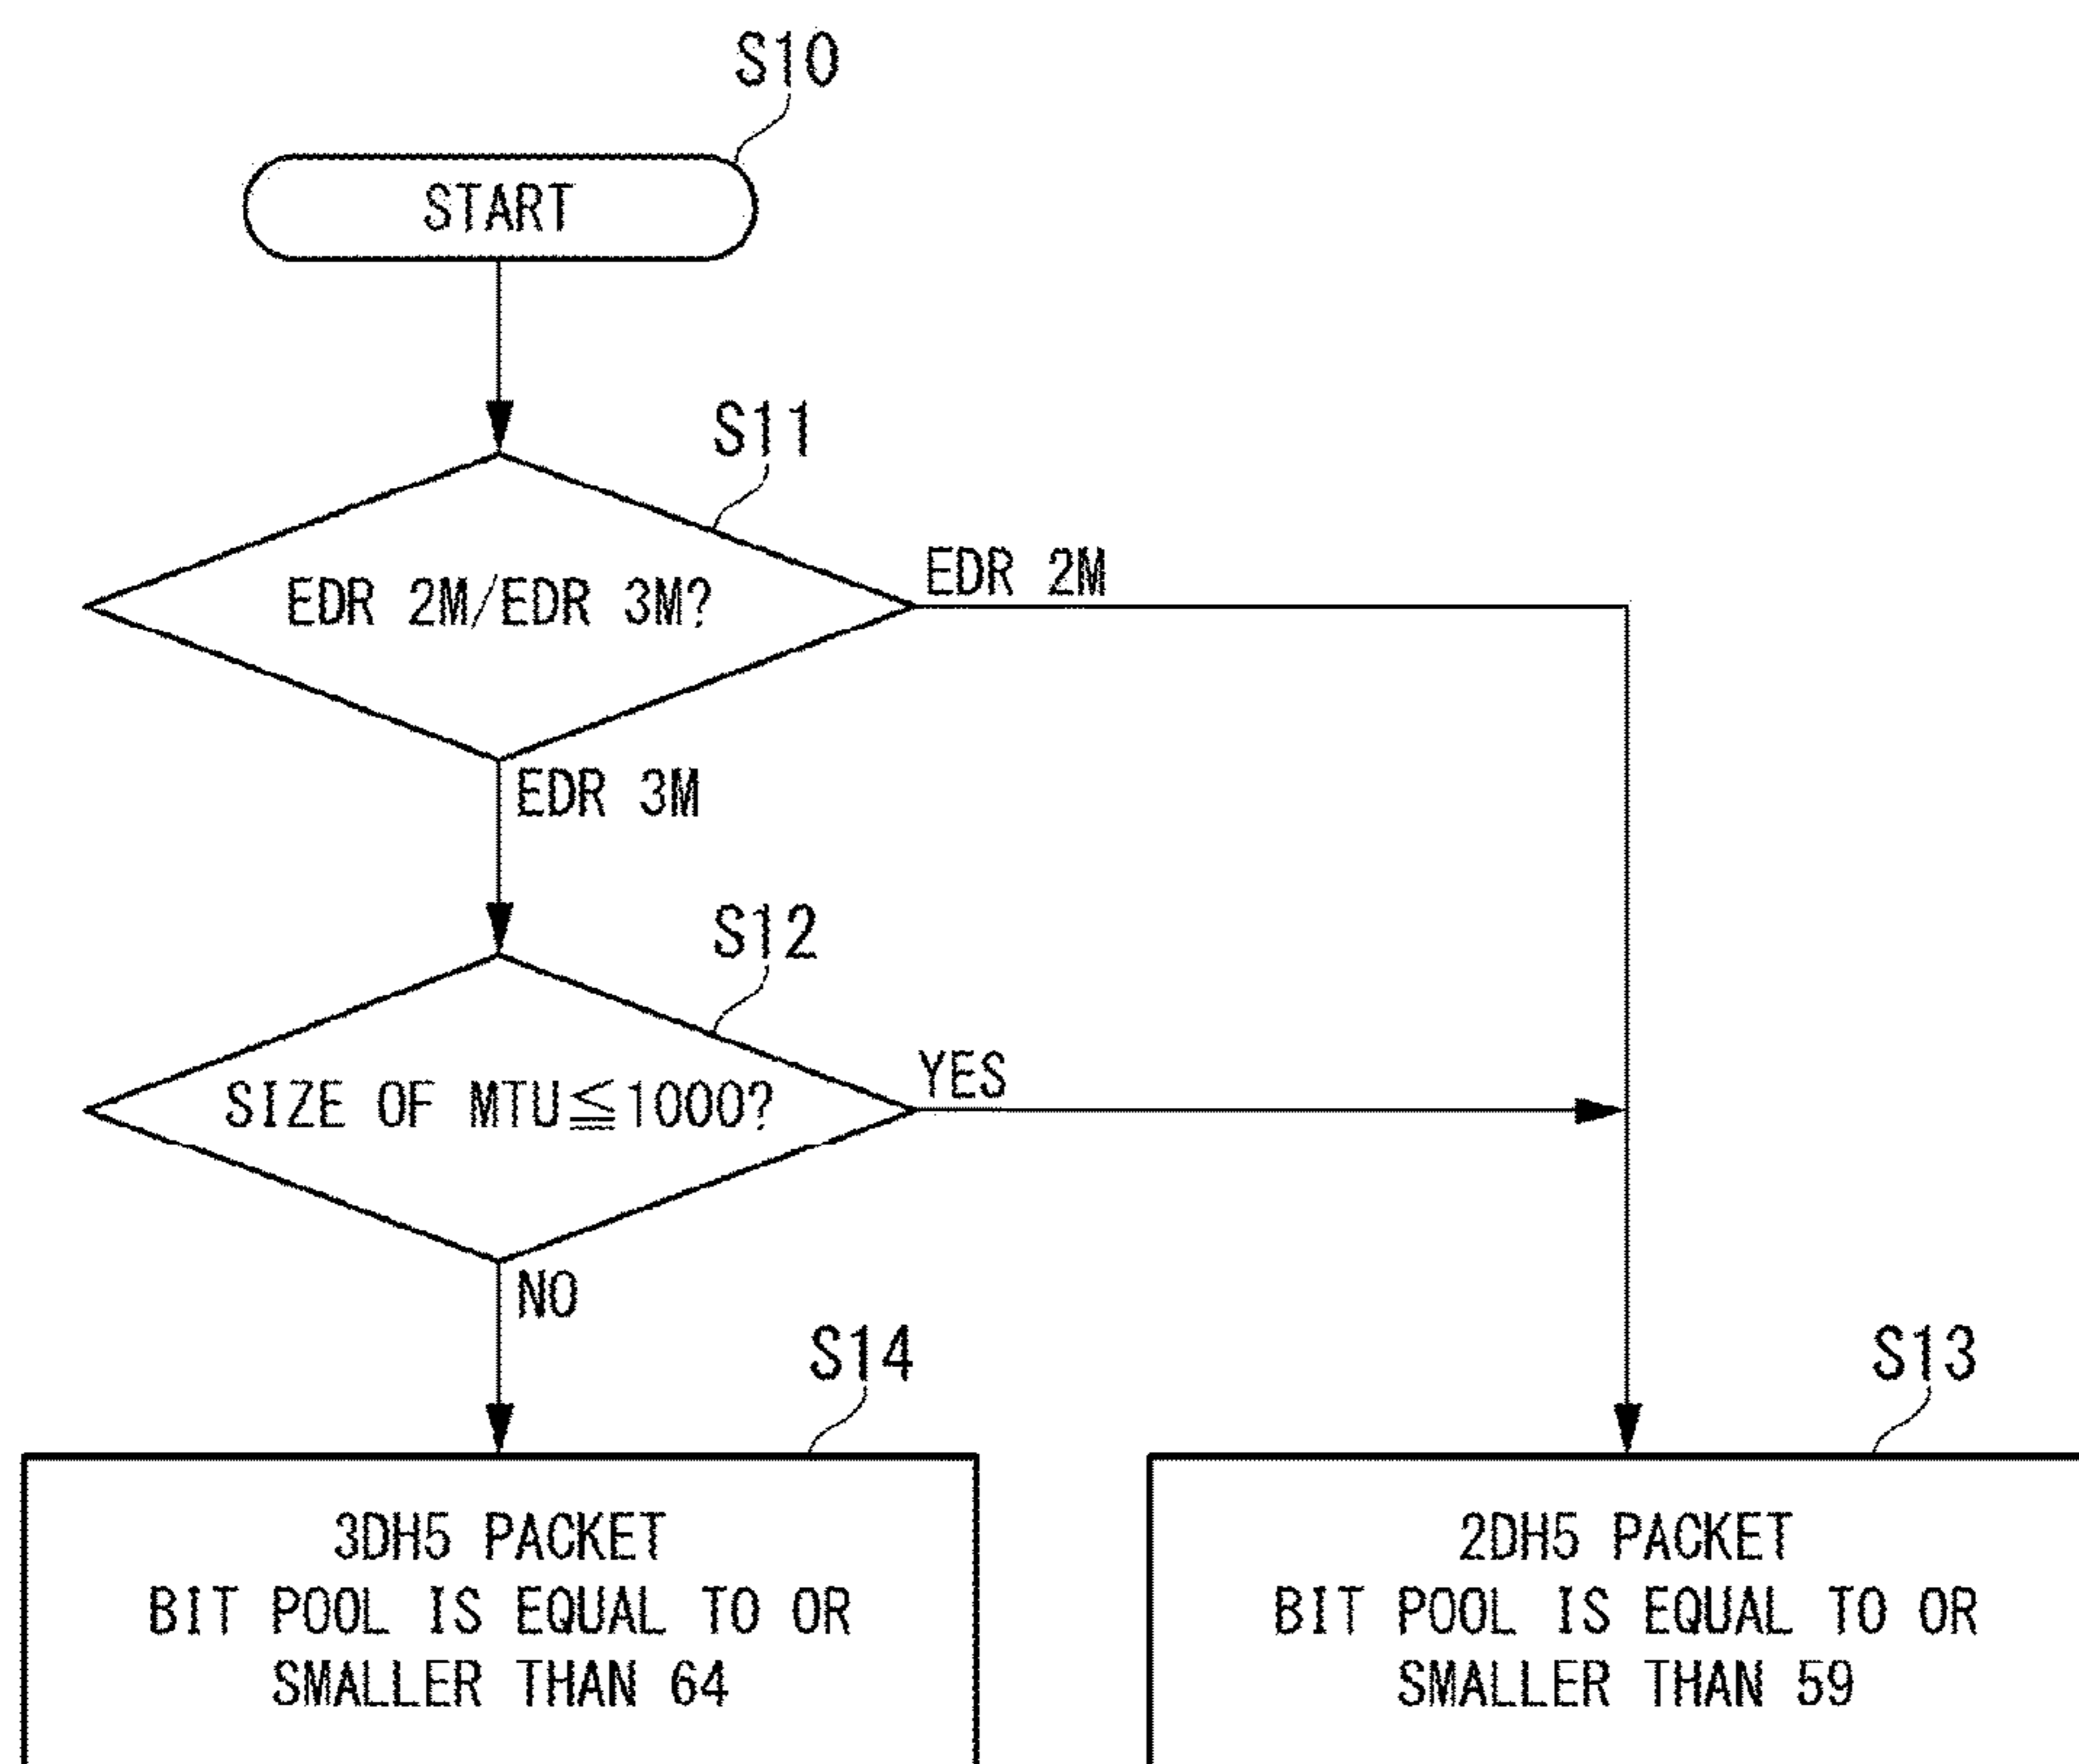 S10
START
S11
EDR 2M/EDR 3M?
EDR 2M
EDR 3M
S12
SIZE OF MTU≦1000?
YES
NO
S14
3DH5 PACKET
BIT POOL IS EQUAL TO OR
SMALLER THAN 64
S13
2DH5 PACKET
BIT POOL IS EQUAL TO OR
SMALLER THAN 59